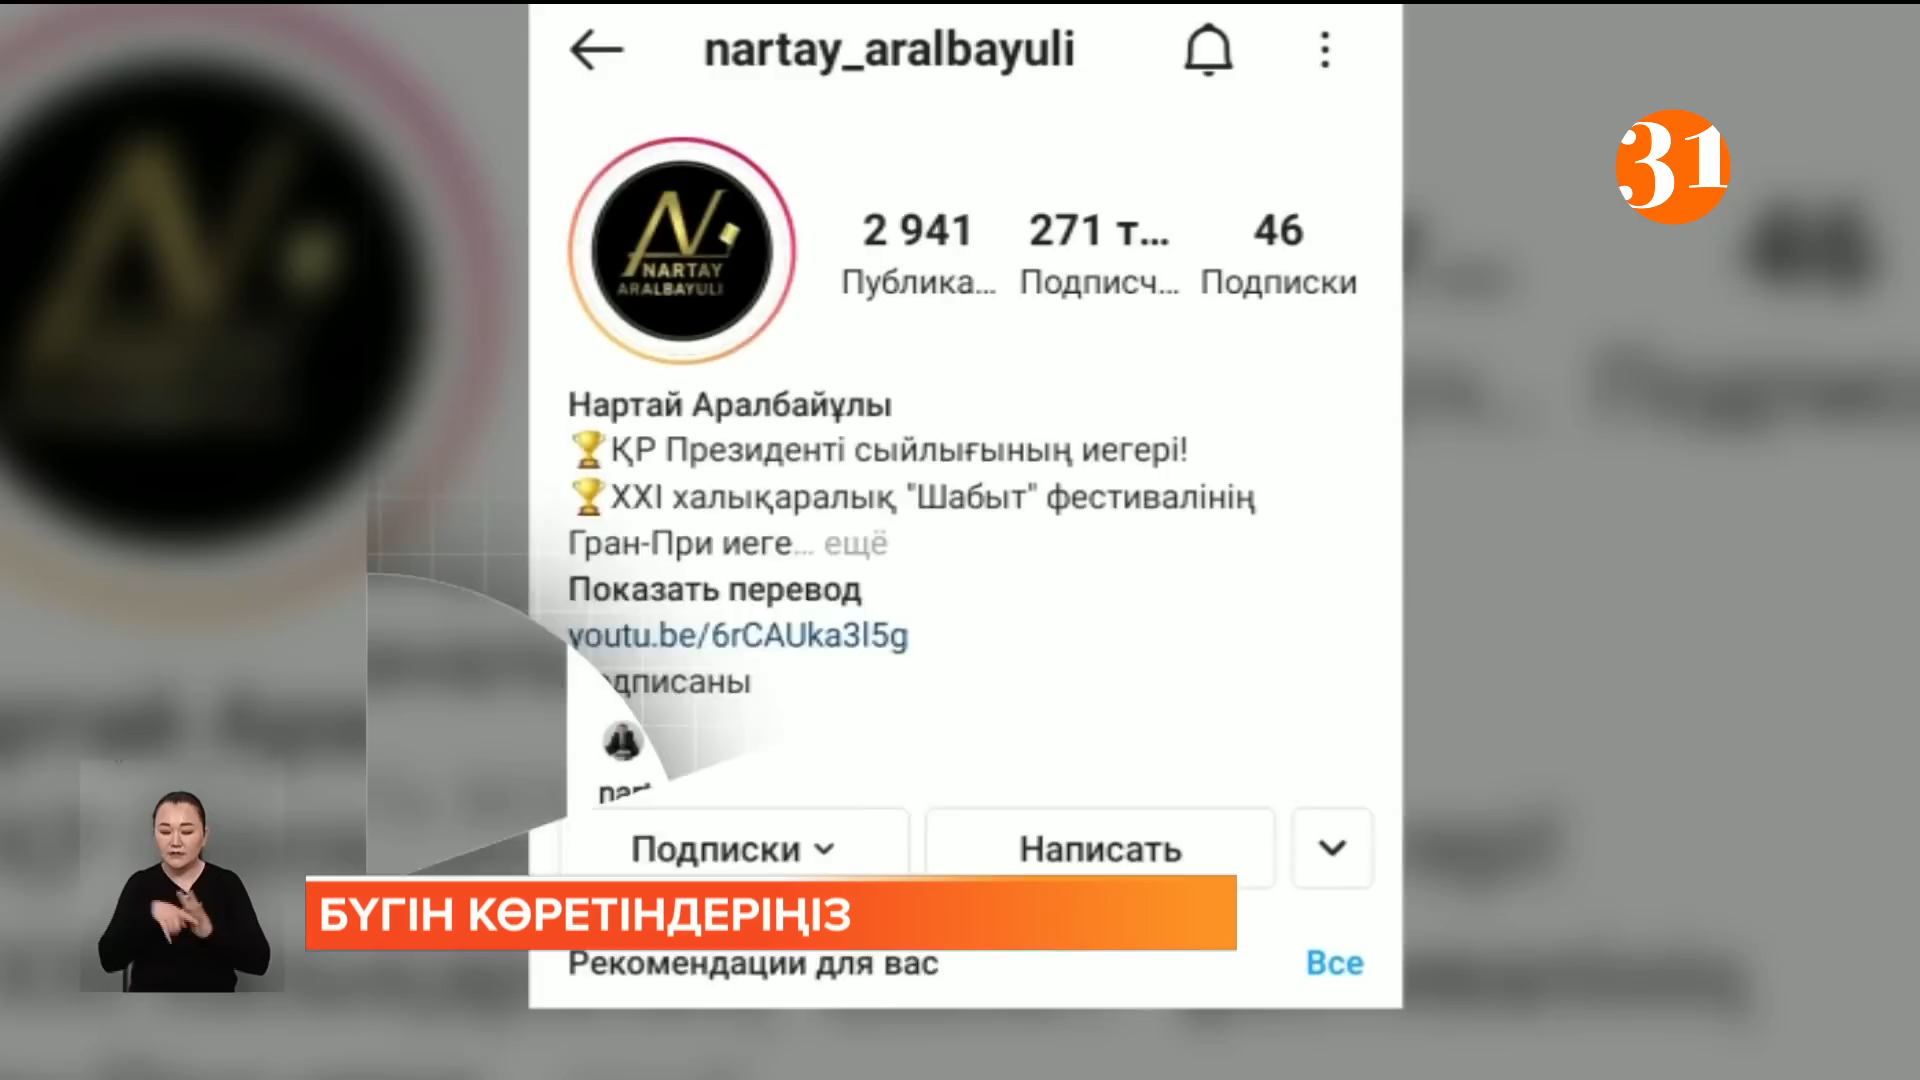 nartay_aralbayuli
31
NARTAY
ARALBAYULI
2 941
271 т...
46
Публика...
Подписч...
Подписки
Нартай Аралбайұлы
🏆ҚР Президенті сыйлығының иегері!
🏆XXI халықаралық "Шабыт" фестивалінің
Гран-При иеге... ещё
Показать перевод
youtu.be/6rCAUka3l5g
Подписки
Написать
БҮГІН КӨРЕТІНДЕРІҢІЗ
Рекомендации для вас
Все